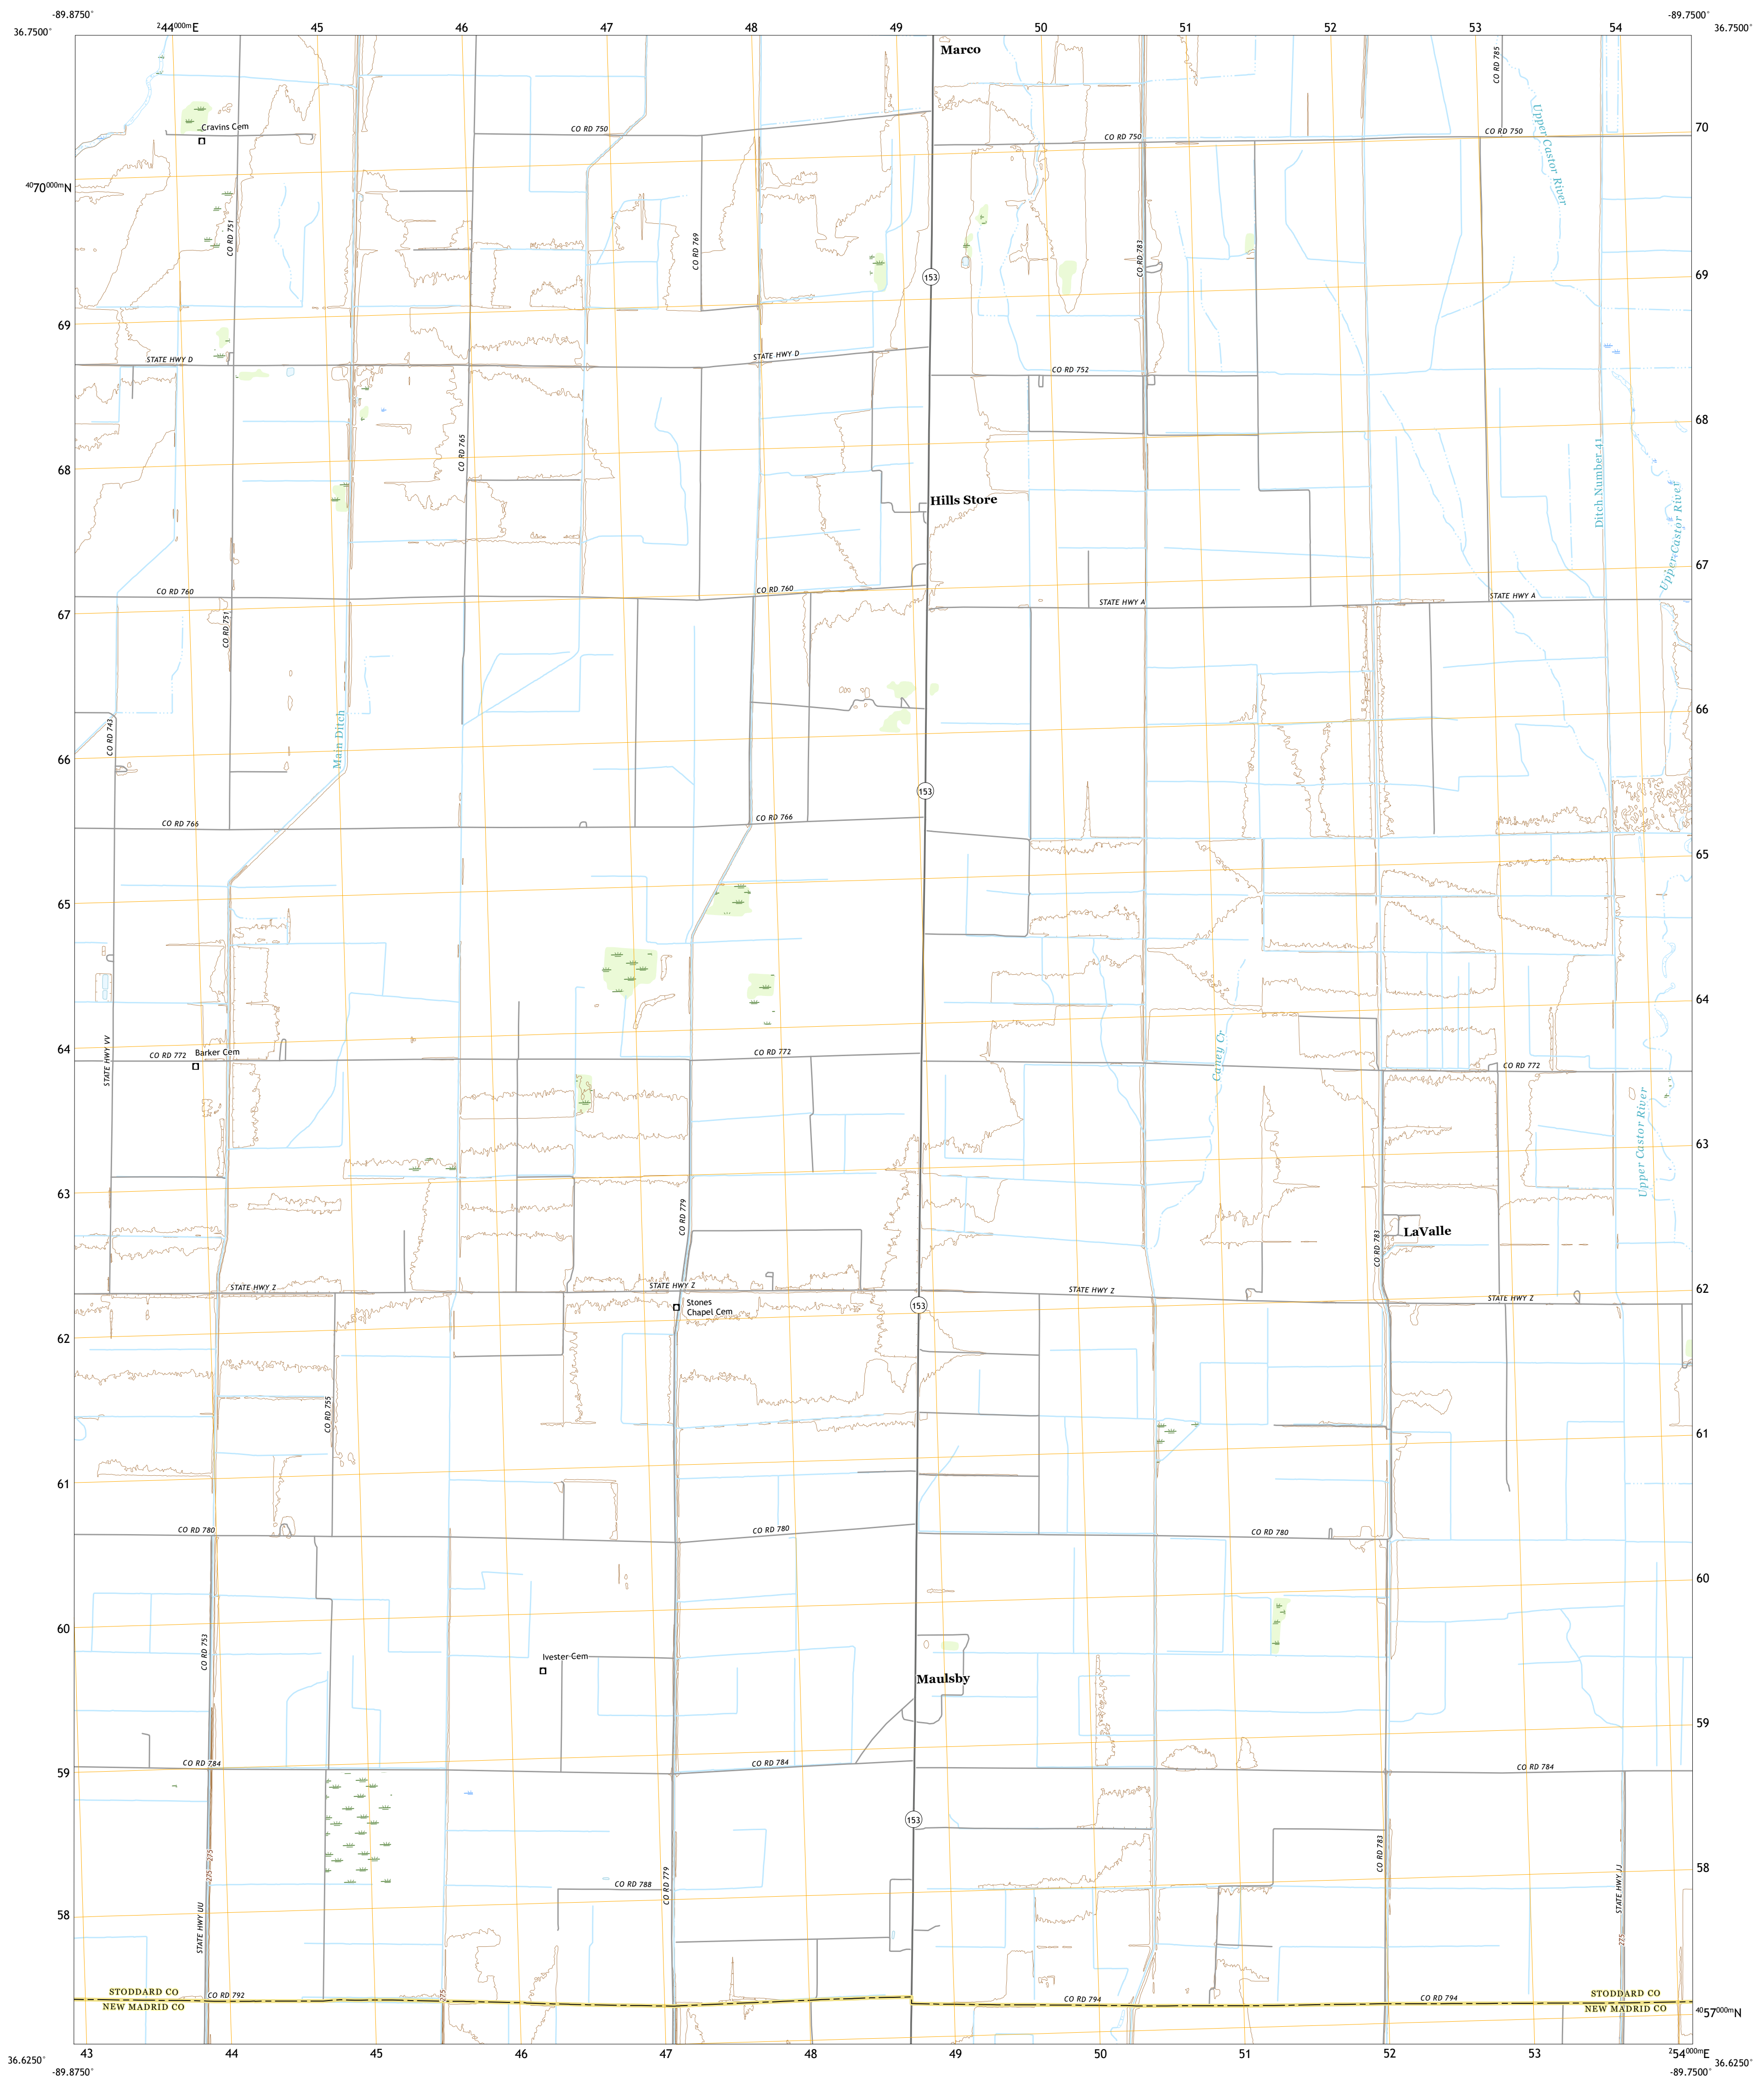 -89.8750°
-89.7500°
36.7500°
²44⁰⁰⁰ᵐE
45
46
47
48
49
50
51
52
53
54
36.7500°
Marco
CO RD 785
Cravins Cem
CO RD 750
CO RD 750
CO RD 750
70
Upper Castor River
⁴⁰70⁰⁰⁰ᵐN
CO RD 751
CO RD 769
CO RD 783
153
69
69
STATE HWY D
STATE HWY D
CO RD 752
68
CO RD 765
68
Ditch Number 41
Hills Store
Upper Castor River
67
CO RD 760
CO RD 760
STATE HWY A
STATE HWY A
67
CO RD 751
66
CO RD 743
Main Ditch
66
153
CO RD 766
CO RD 766
65
65
64
64
STATE HWY VV
CO RD 772
Barker Cem
CO RD 772
CO RD 772
Caney Cr
63
Upper Castor River
63
CO RD 779
CO RD 783
LaValle
STATE HWY Z
STATE HWY Z
STATE HWY Z
STATE HWY Z
62
Stones
Chapel Cem
153
62
CO RD 755
61
61
CO RD 780
CO RD 780
CO RD 780
60
60
CO RD 753
Ivester Cem
Maulsby
59
CO RD 784
CO RD 784
CO RD 784
59
153
275
CO RD 783
58
CO RD 788
CO RD 779
STATE HWY JJ
58
STATE HWY UU
275
STODDARD CO
NEW MADRID CO
CO RD 792
275
CO RD 794
CO RD 794
STODDARD CO
NEW MADRID CO
⁴⁰57⁰⁰⁰ᵐN
36.6250°
43
44
45
46
47
48
49
50
51
52
53
²54⁰⁰⁰ᵐE
36.6250°
-89.8750°
-89.7500°